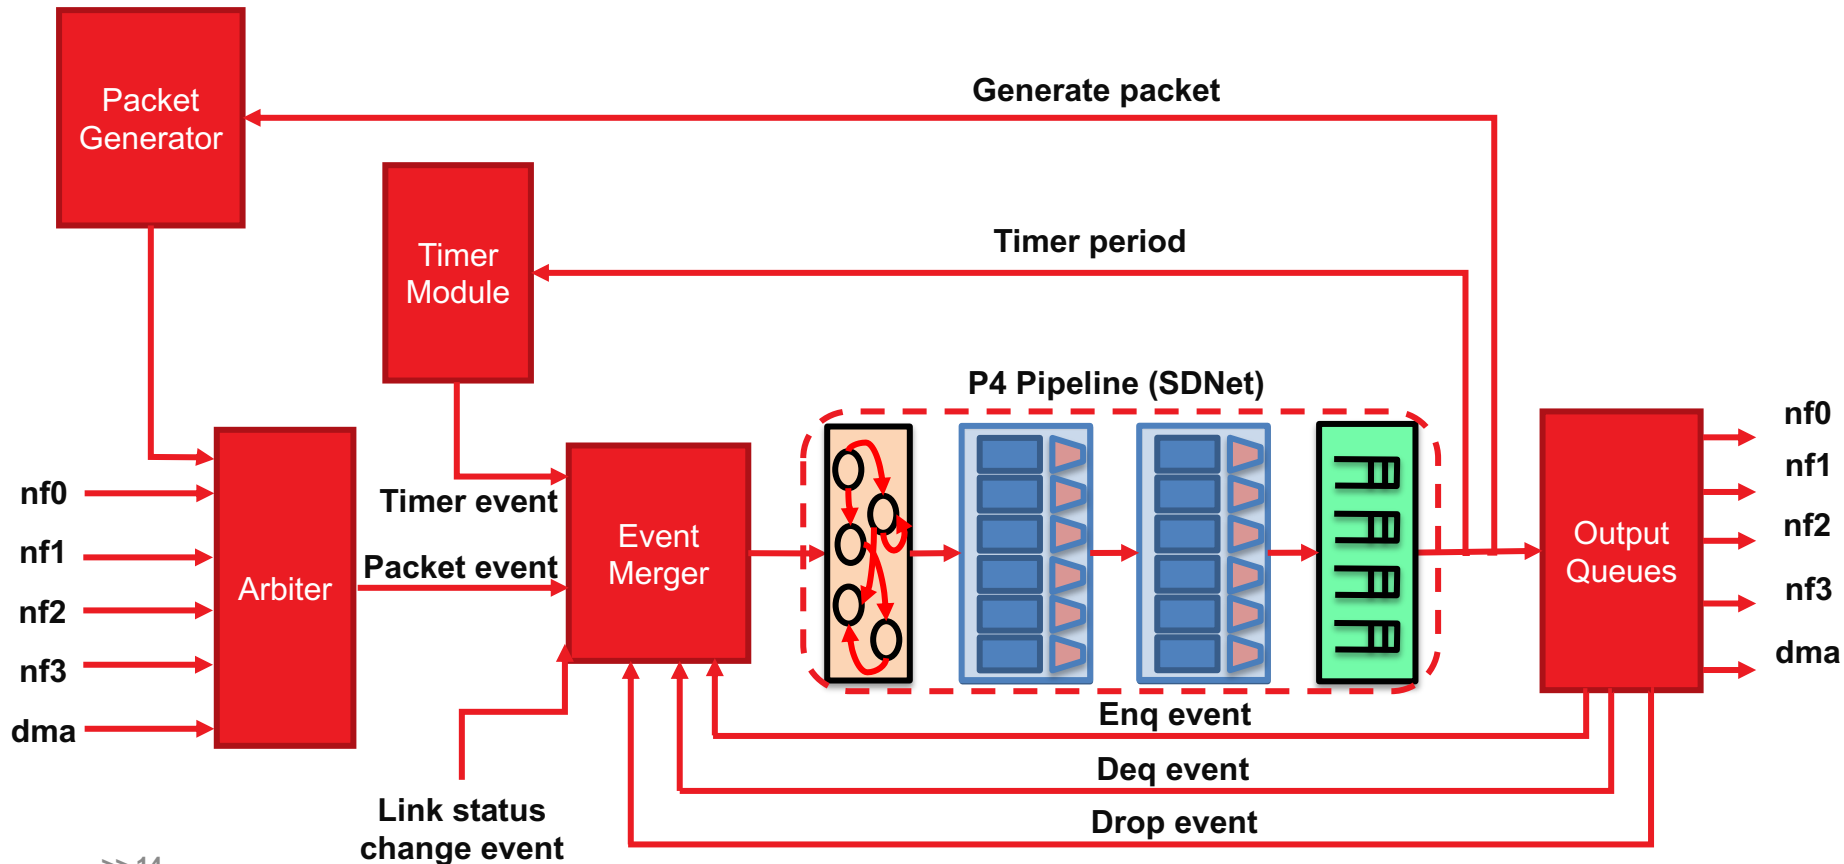 Packet
Generator
Generate packet
Timer
Module
Timer period
P4 Pipeline (SDNet)
nf0
nf1
nf2
nf3
dma
Arbiter
Timer event
Packet event
Event
Merger
Output
Queues
nf0
nf1
nf2
nf3
dma
Enq event
Deq event
Drop event
Link status
change event
>> 14